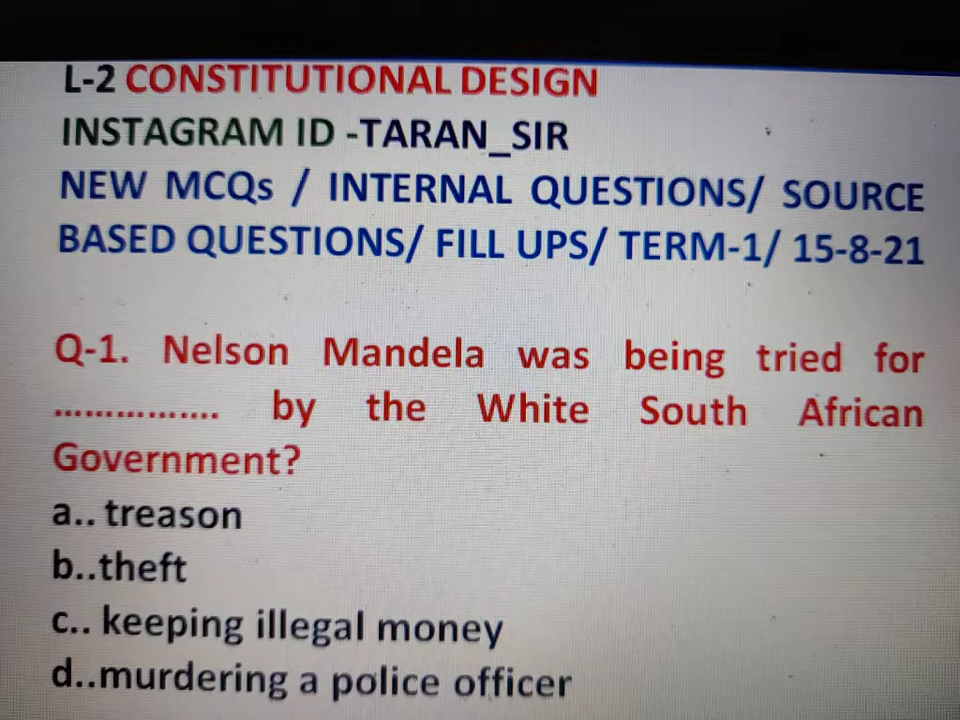 L-2 CONSTITUTIONAL DESIGN
INSTAGRAM ID -TARAN_SIR
NEW MCQs / INTERNAL QUESTIONS/ SOURCE
BASED QUESTIONS/ FILL UPS/ TERM-1/ 15-8-21
Q-1. Nelson Mandela was being tried for
................ by the White South African
Government?
a.. treason
b..theft
c.. keeping illegal money
d..murdering a police officer